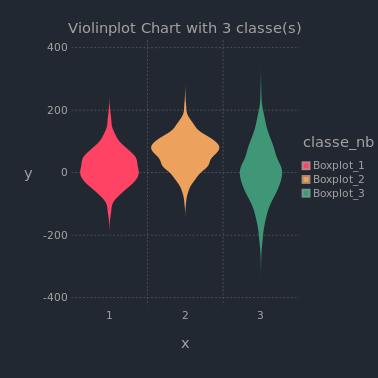 Violinplot Chart with 3 classe(s)
400
200
0
-200
-400
y
1
2
3
x
classe_nb
Boxplot_1
Boxplot_2
Boxplot_3